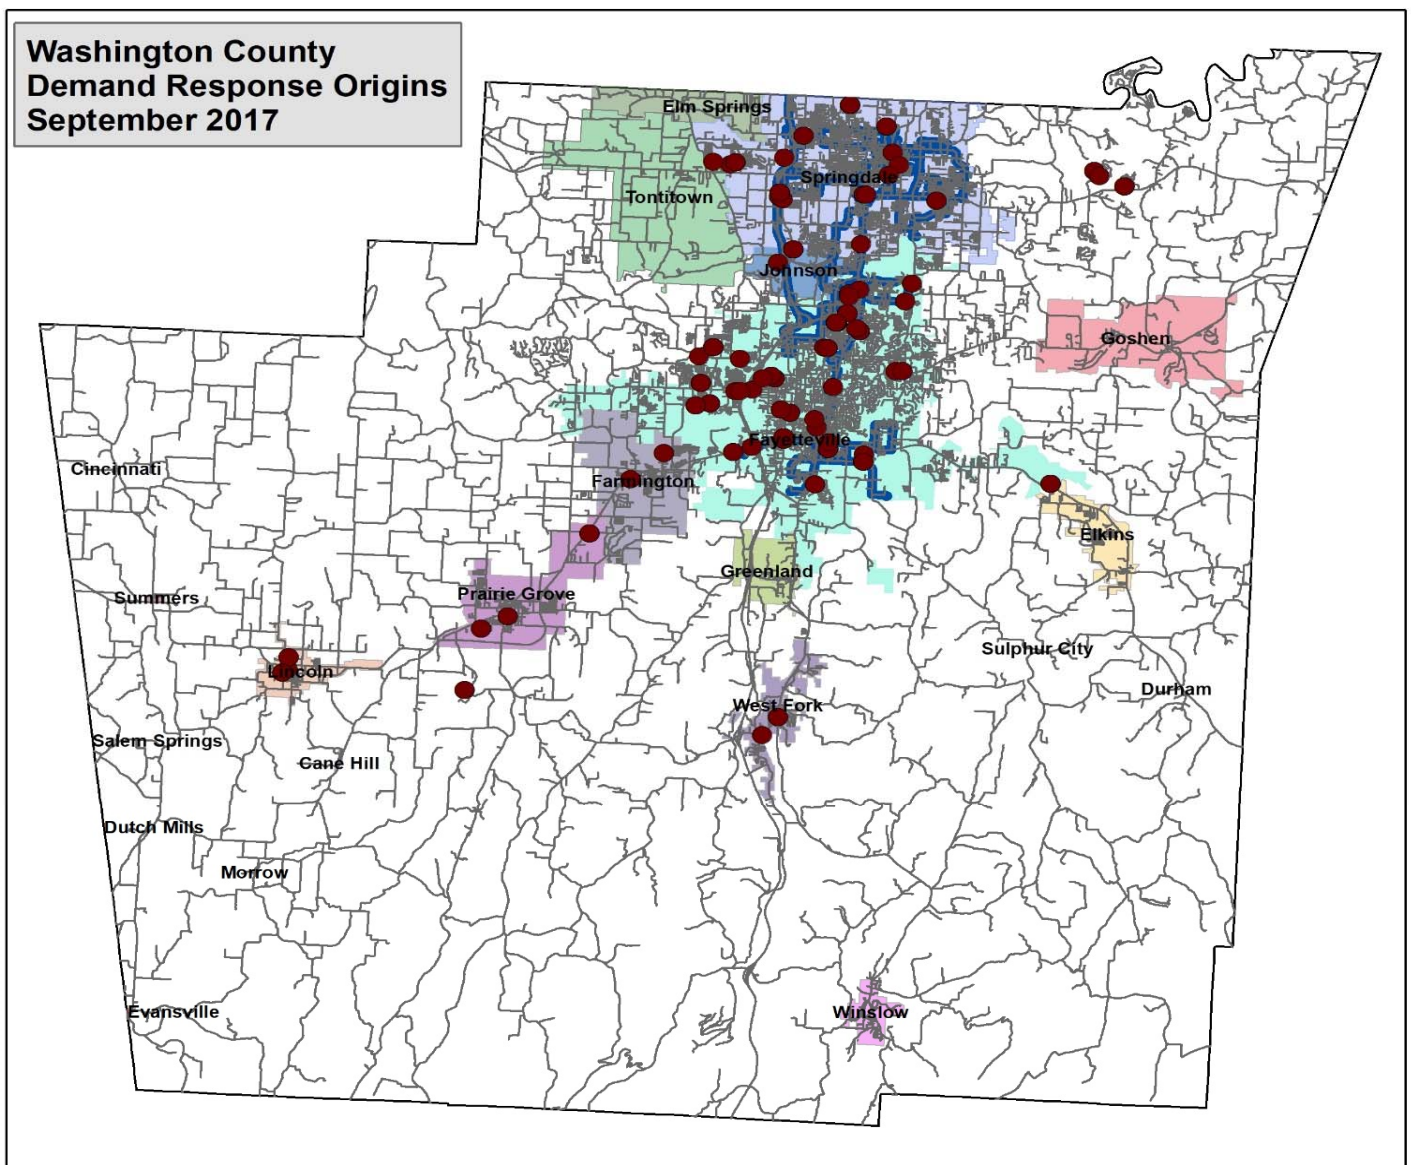 Washington County
Demand Response Origins
September 2017
Elm Springs
Springdale
Tontitown
Johnson
Goshen
Fayetteville
Cincinnati
Farmington
Elkins
Greenland
Prairie Grove
Summers
Sulphur City
Lincoln
Durham
West Fork
Salem Springs
Cane Hill
Dutch Mills
Morrow
Evansville
Winslow